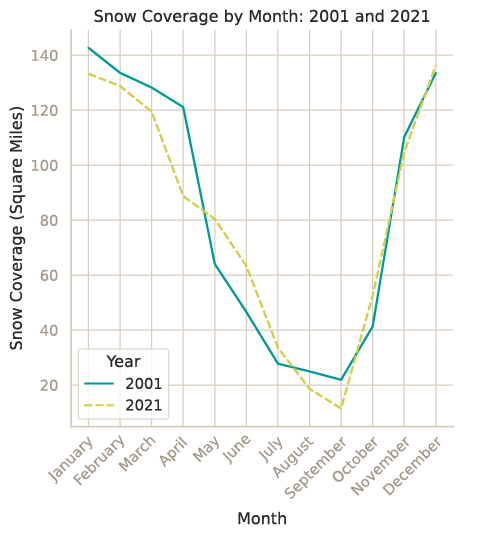 Snow Coverage by Month: 2001 and 2021
Snow Coverage (Square Miles)
140
120
100
80
60
40
20
Year
2001
2021
January
February
March
April
May
June
July
August
September
October
November
December
Month